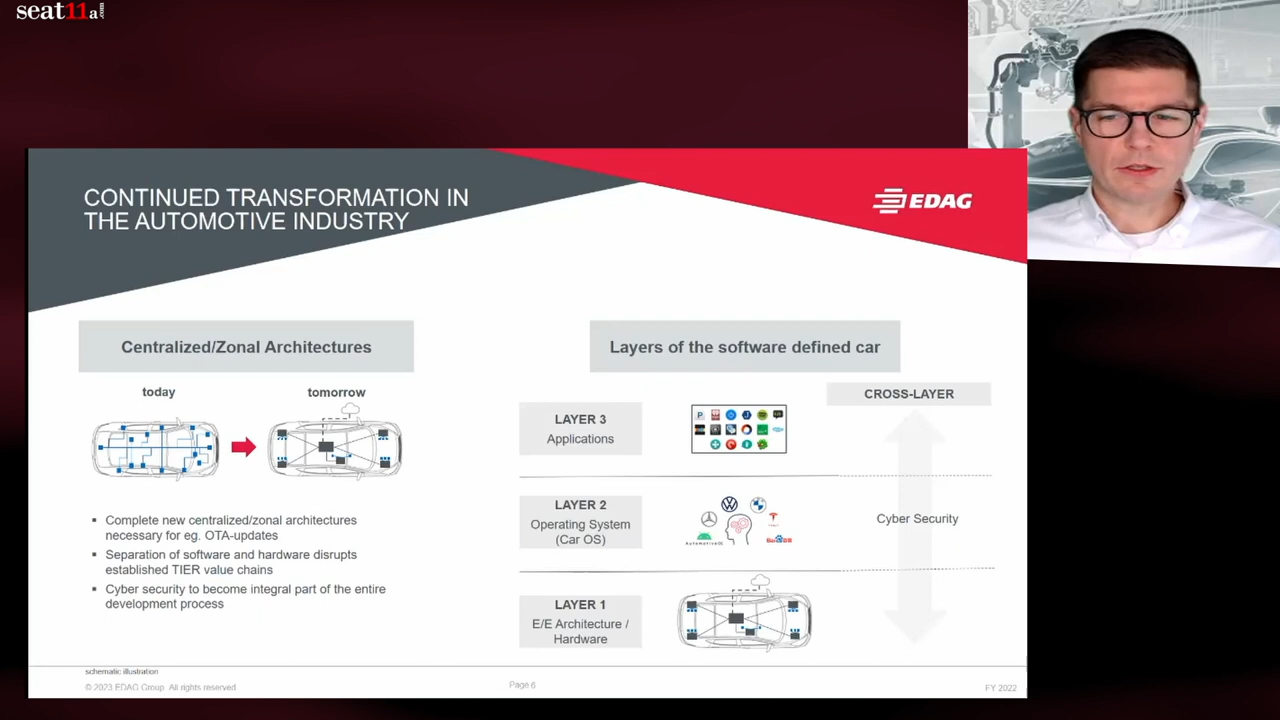 seat11a.com
CONTINUED TRANSFORMATION IN
THE AUTOMOTIVE INDUSTRY
EDAG
Centralized/Zonal Architectures
today
tomorrow
▪ Complete new centralized/zonal architectures
necessary for eg. OTA-updates
▪ Separation of software and hardware disrupts
established TIER value chains
▪ Cyber security to become integral part of the entire
development process
Layers of the software defined car
CROSS-LAYER
LAYER 3
Applications
P
LAYER 2
Operating System
(Car OS)
Cyber Security
LAYER 1
E/E Architecture /
Hardware
schematic illustration
© 2023 EDAG Group. All rights reserved
Page 6
FY 2022